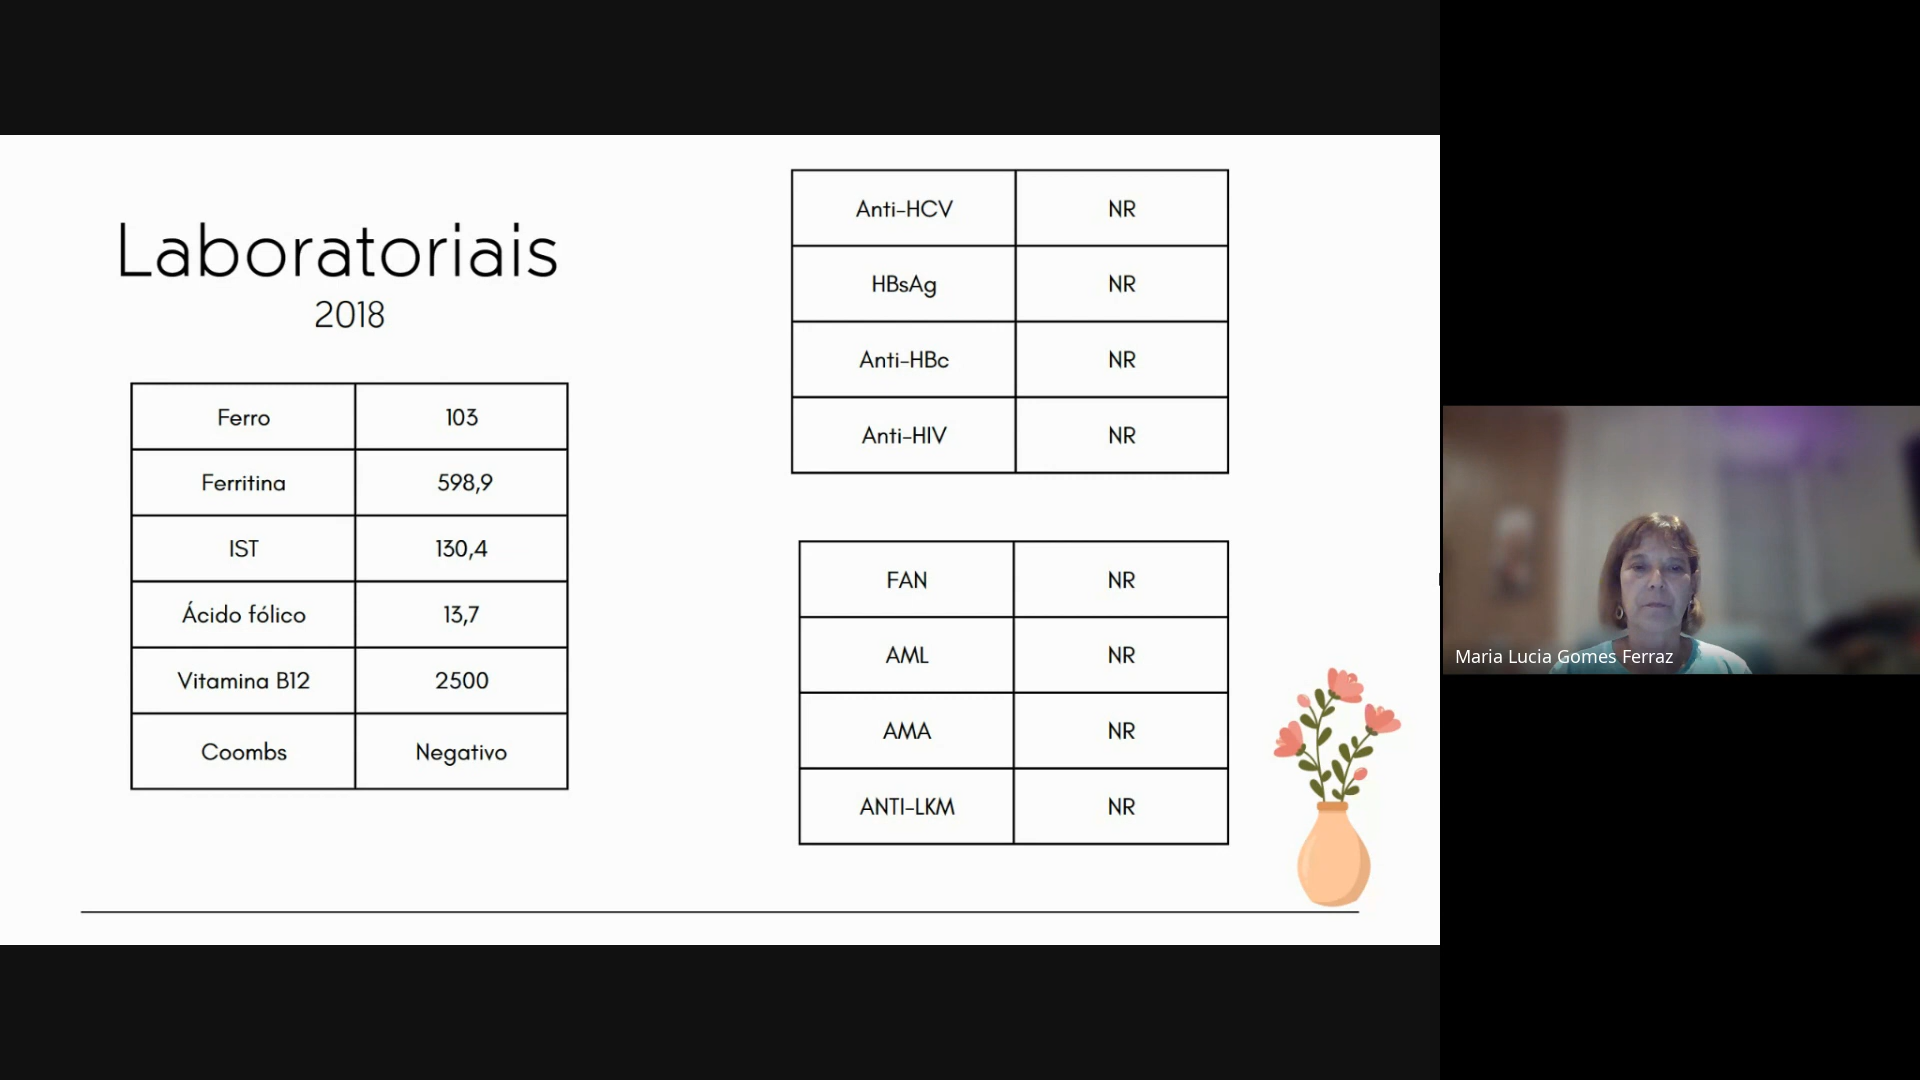 Laboratoriais
2018
Ferro 103
Ferritina 598,9
IST 130,4
Ácido fólico 13,7
Vitamina B12 2500
Coombs Negativo
Anti-HCV NR
HBsAg NR
Anti-HBc NR
Anti-HIV NR
FAN NR
AML NR
AMA NR
ANTI-LKM NR
Maria Lucia Gomes Ferraz